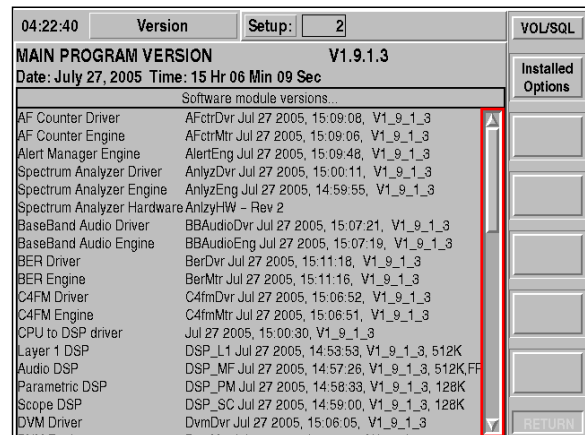 04:22:40 Version Setup: 2 VOL/SQL
MAIN PROGRAM VERSION V1.9.1.3
Date: July 27, 2005 Time: 15 Hr 06 Min 09 Sec
Installed Options
Software module versions...
AF Counter Driver AFctrDvr Jul 27 2005, 15:09:08, V1_9_1_3
AF Counter Engine AFctrMtr Jul 27 2005, 15:09:06, V1_9_1_3
Alert Manager Engine AlertEng Jul 27 2005, 15:09:48, V1_9_1_3
Spectrum Analyzer Driver AnlyzDvr Jul 27 2005, 15:00:11, V1_9_1_3
Spectrum Analyzer Engine AnlyzEng Jul 27 2005, 14:59:55, V1_9_1_3
Spectrum Analyzer Hardware AnlzyHW – Rev 2
BaseBand Audio Driver BBAudioDvr Jul 27 2005, 15:07:21, V1_9_1_3
BaseBand Audio Engine BBAudioEng Jul 27 2005, 15:07:19, V1_9_1_3
BER Driver BerDvr Jul 27 2005, 15:11:18, V1_9_1_3
BER Engine BerMtr Jul 27 2005, 15:11:16, V1_9_1_3
C4FM Driver C4fmDvr Jul 27 2005, 15:06:52, V1_9_1_3
C4FM Engine C4fmMtr Jul 27 2005, 15:06:51, V1_9_1_3
CPU to DSP driver Jul 27 2005, 15:00:30, V1_9_1_3
Layer 1 DSP DSP_L1 Jul 27 2005, 14:53:53, V1_9_1_3, 512K
Audio DSP DSP_MF Jul 27 2005, 14:57:26, V1_9_1_3, 512K,FF
Parametric DSP DSP_PM Jul 27 2005, 14:58:33, V1_9_1_3, 128K
Scope DSP DSP_SC Jul 27 2005, 14:59:00, V1_9_1_3, 128K
DVM Driver DvmDvr Jul 27 2005, 15:06:05, V1_9_1_3
RETURN